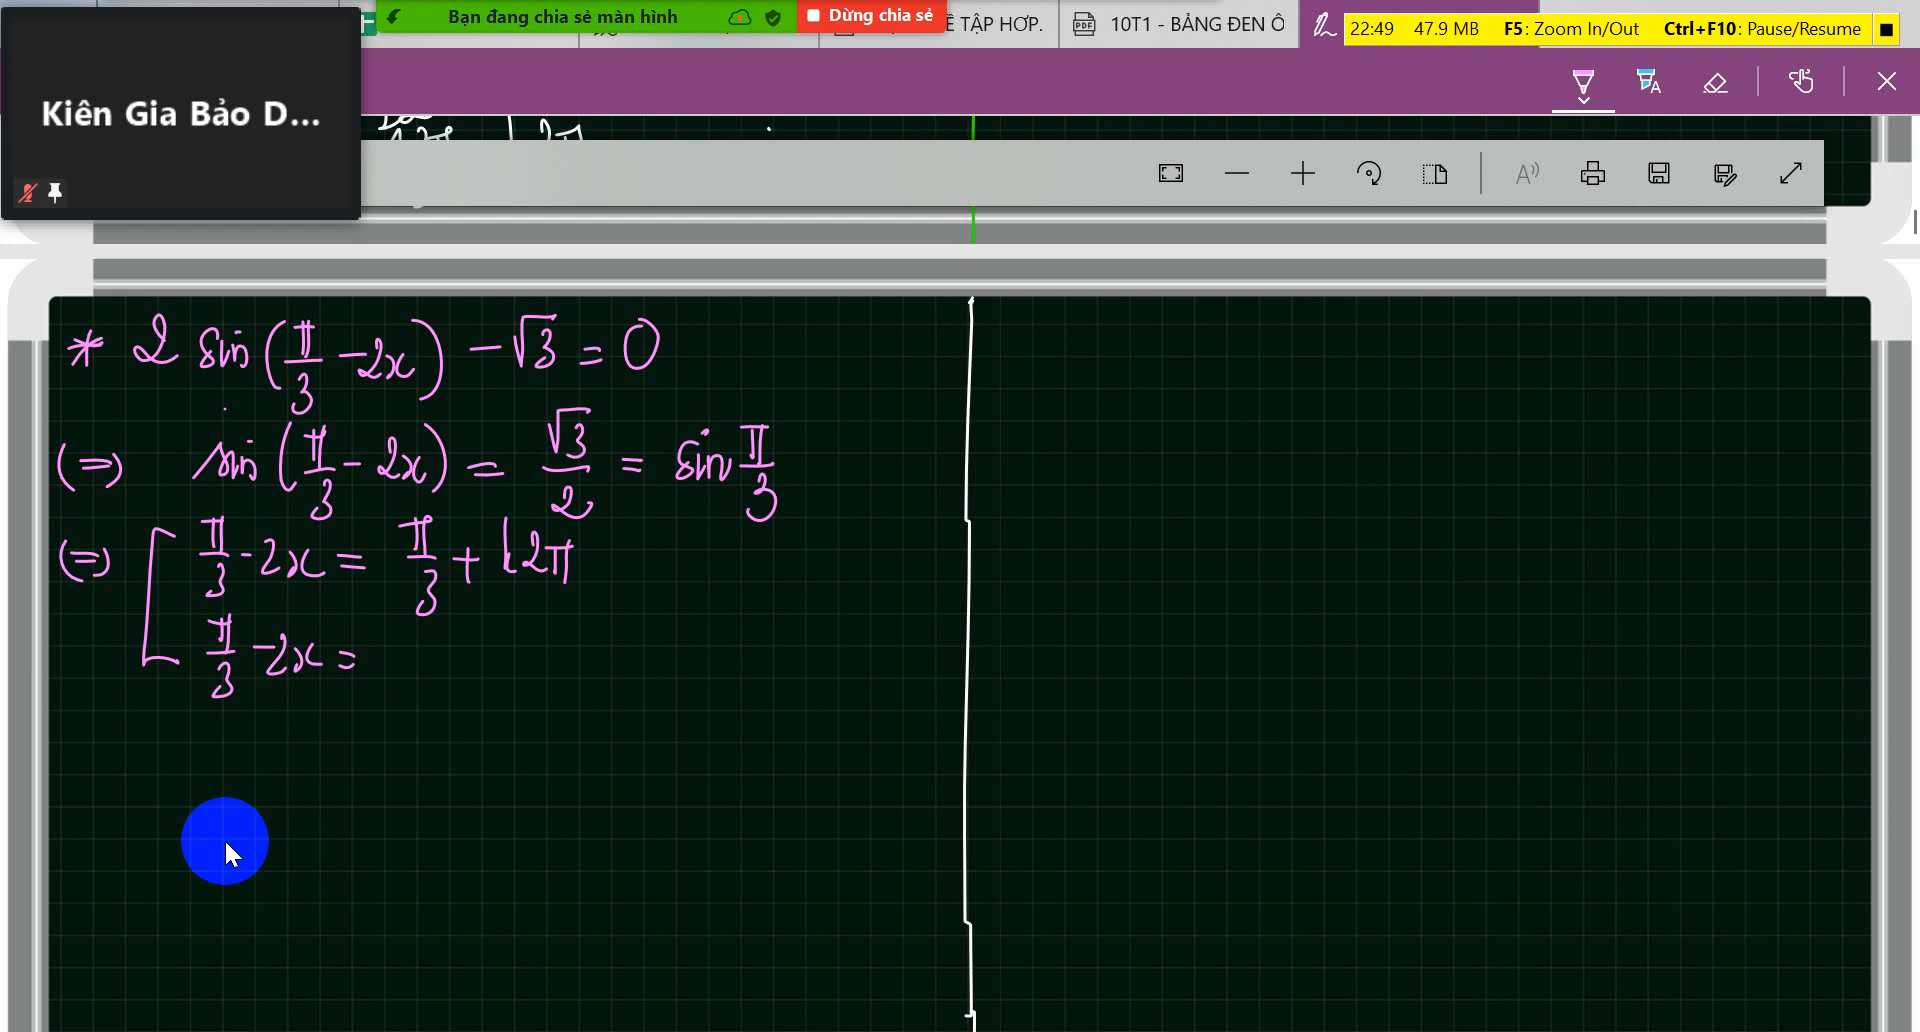 Bạn đang chia sẻ màn hình
Dừng chia sẻ
Ề TẬP HƠP.
10T1 - BẢNG ĐEN Ô
22:49 47.9 MB F5: Zoom In/Out Ctrl+F10: Pause/Resume
Kiên Gia Bảo D...
* 2 sin(π/3 - 2x) - √3 = 0
(=) sin(π/3 - 2x) = √3/2 = sin π/3
(=) [ π/3 - 2x = π/3 + k2π
π/3 - 2x =